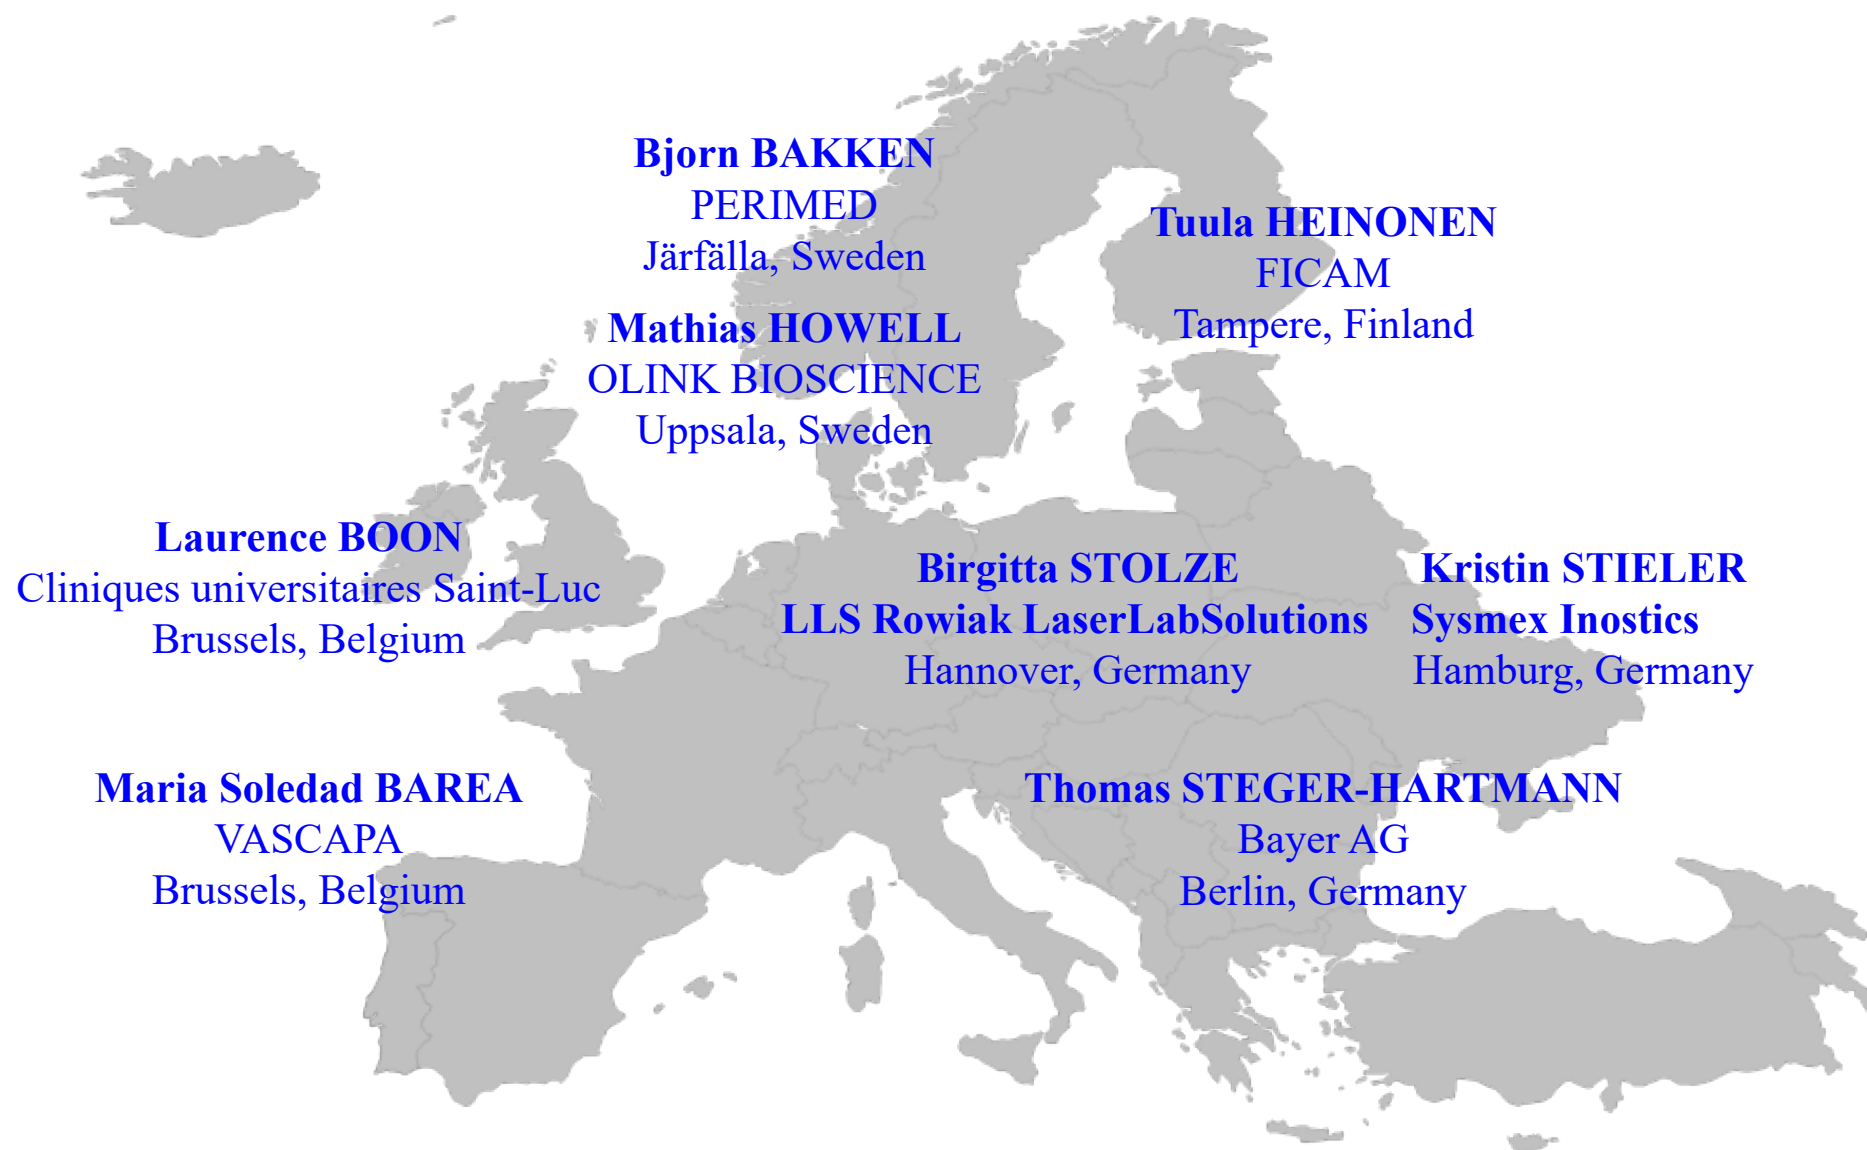 Bjorn BAKKEN
PERIMED
Järfälla, Sweden
Tuula HEINONEN
FICAM
Tampere, Finland
Mathias HOWELL
OLINK BIOSCIENCE
Uppsala, Sweden
Laurence BOON
Cliniques universitaires Saint-Luc
Brussels, Belgium
Birgitta STOLZE
LLS Rowiak LaserLabSolutions
Hannover, Germany
Kristin STIELER
Sysmex Inostics
Hamburg, Germany
Maria Soledad BAREA
VASCAPA
Brussels, Belgium
Thomas STEGER-HARTMANN
Bayer AG
Berlin, Germany